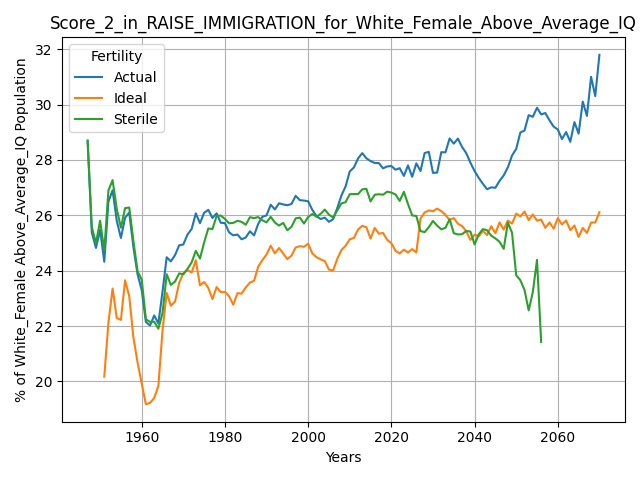 Score_2_in_RAISE_IMMIGRATION_for_White_Female_Above_Average_IQ
% of White_Female Above_Average_IQ Population
32
30
28
26
24
22
20
Fertility
Actual
Ideal
Sterile
1960 1980 2000 2020 2040 2060
Years